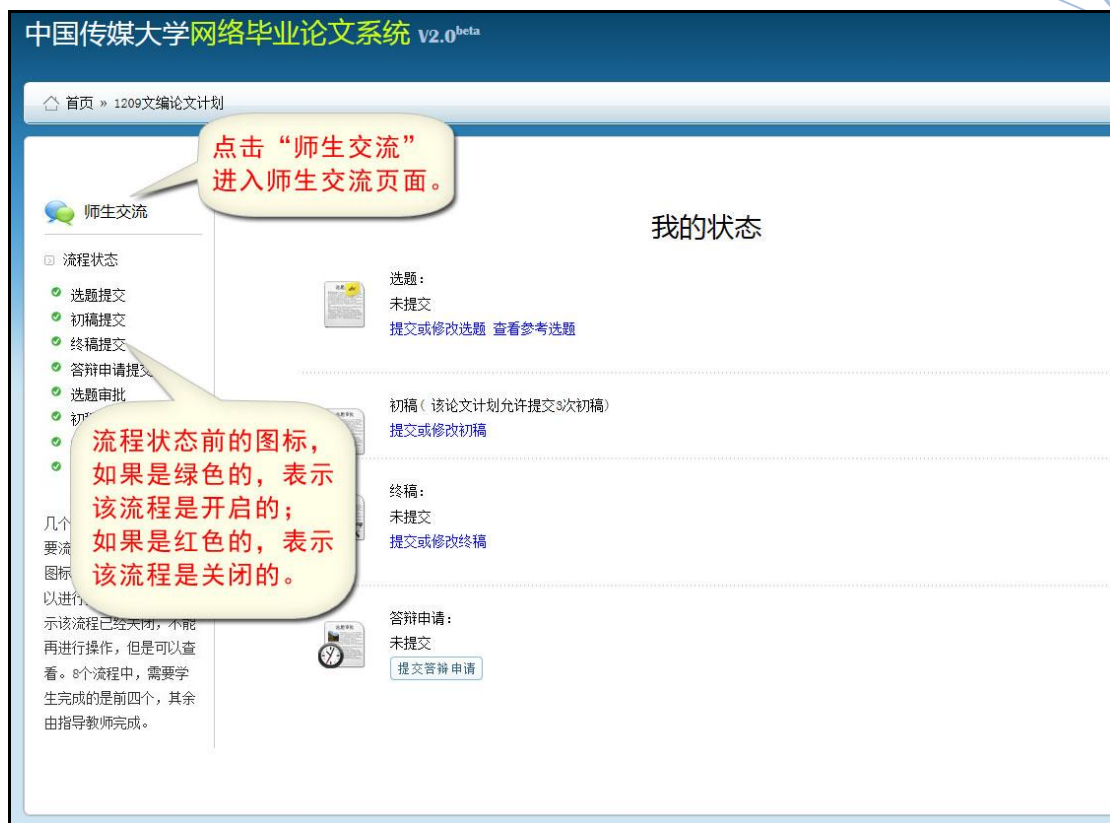 中国传媒大学网络毕业论文系统 V2.0beta
首页 » 1209文编论文计划
点击“师生交流”
进入师生交流页面。
师生交流
流程状态
选题提交
初稿提交
终稿提交
答辩申请提交
选题审批
初
流程状态前的图标，
如果是绿色的，表示
该流程是开启的；
如果是红色的，表示
该流程是关闭的。
几个
要流
图标
以进行
示该流程已经关闭，不能
再进行操作，但是可以查
看。8个流程中，需要学
生完成的是前四个，其余
由指导教师完成。
我的状态
选题：
未提交
提交或修改选题 查看参考选题
初稿（该论文计划允许提交3次初稿）
提交或修改初稿
终稿：
未提交
提交或修改终稿
答辩申请：
未提交
提交答辩申请